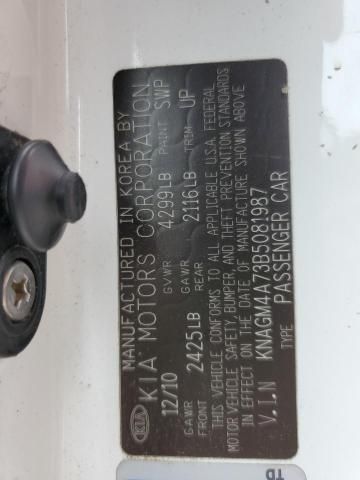 MANUFACTURED IN KOREA BY
KIA KIA MOTORS CORPORATION
12/10 GVWR 4299LB PAINT SWP
GAWR FRONT 2425LB GAWR REAR 2116LB TRIM UP
THIS VEHICLE CONFORMS TO ALL APPLICABLE U.S.A. FEDERAL
MOTOR VEHICLE SAFETY, BUMPER, AND THEFT PREVENTION STANDARDS
IN EFFECT ON THE DATE OF MANUFACTURE SHOWN ABOVE
V.I.N KNAGM4A73B5081987
TYPE PASSENGER CAR